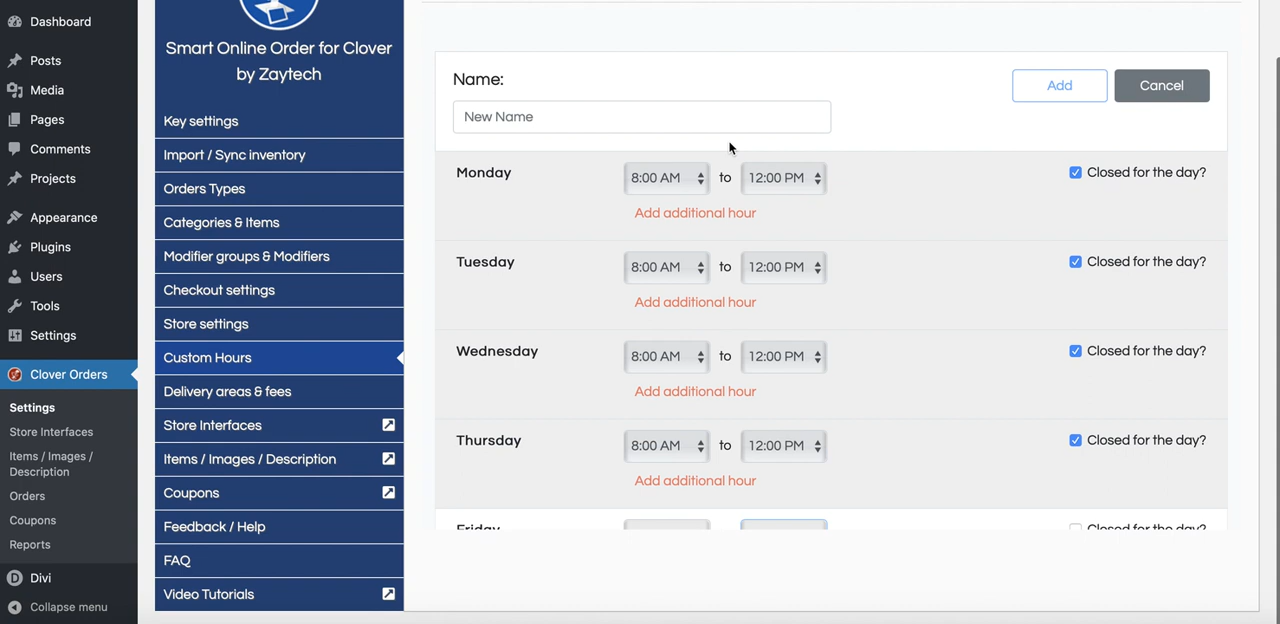 Dashboard
Posts
Media
Pages
Comments
Projects
Appearance
Plugins
Users
Tools
Settings
Clover Orders
Settings
Store Interfaces
Items / Images /
Description
Orders
Coupons
Reports
Divi
Collapse menu
Smart Online Order for Clover
by Zaytech
Key settings
Import / Sync inventory
Orders Types
Categories & Items
Modifier groups & Modifiers
Checkout settings
Store settings
Custom Hours
Delivery areas & fees
Store Interfaces
Items / Images / Description
Coupons
Feedback / Help
FAQ
Video Tutorials
Name:
New Name
Add
Cancel
Monday
8:00 AM to 12:00 PM
Closed for the day?
Add additional hour
Tuesday
8:00 AM to 12:00 PM
Closed for the day?
Add additional hour
Wednesday
8:00 AM to 12:00 PM
Closed for the day?
Add additional hour
Thursday
8:00 AM to 12:00 PM
Closed for the day?
Add additional hour
Friday
Closed for the day?